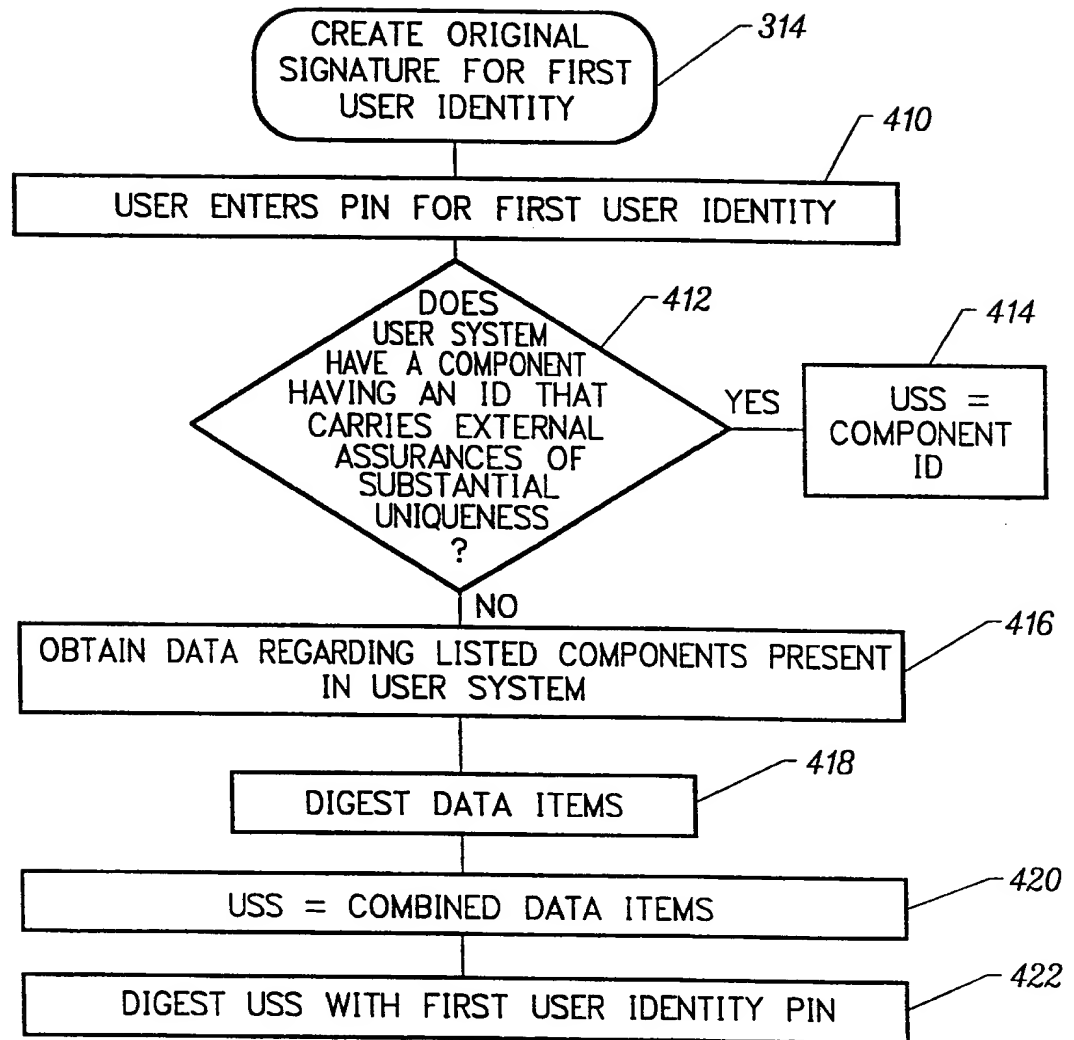 CREATE ORIGINAL
SIGNATURE FOR FIRST
USER IDENTITY
314
410
USER ENTERS PIN FOR FIRST USER IDENTITY
DOES
USER SYSTEM
HAVE A COMPONENT
HAVING AN ID THAT
CARRIES EXTERNAL
ASSURANCES OF
SUBSTANTIAL
UNIQUENESS
?
412
YES
414
USS =
COMPONENT
ID
NO
416
OBTAIN DATA REGARDING LISTED COMPONENTS PRESENT
IN USER SYSTEM
418
DIGEST DATA ITEMS
420
USS = COMBINED DATA ITEMS
422
DIGEST USS WITH FIRST USER IDENTITY PIN